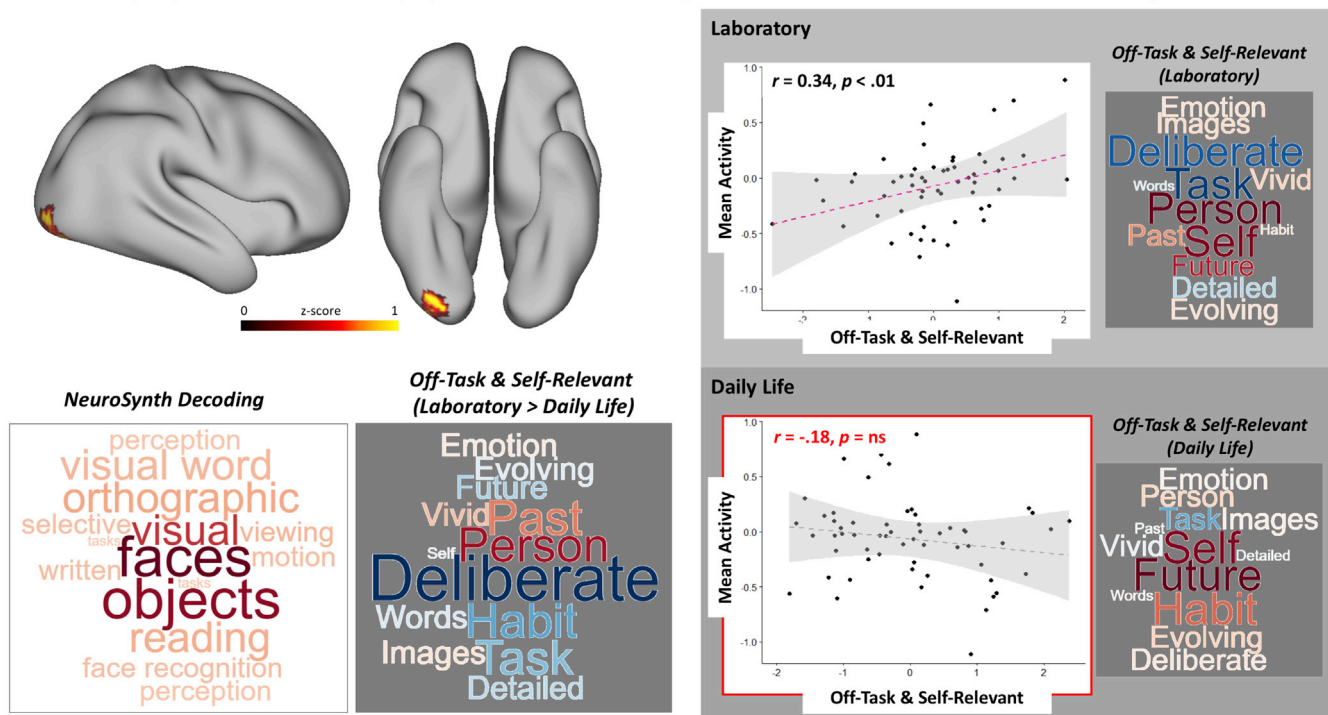 0 z-score 1
NeuroSynth Decoding
perception
visual word
orthographic
selective visual viewing
tasks faces motion
written tasks
objects
reading
face recognition
perception
Off-Task & Self-Relevant
(Laboratory > Daily Life)
Emotion
Evolving
Future
Vivid Past
Self Person
Deliberate
Words Habit
Images Task
Detailed
Laboratory
r = 0.34, p < .01
Mean Activity
1.0
0.5
0.0
-0.5
-1.0
-2 -1 0 1 2
Off-Task & Self-Relevant
Off-Task & Self-Relevant
(Laboratory)
Emotion
Images
Deliberate
Words Task Vivid
Person
Past Self Habit
Future
Detailed
Evolving
Daily Life
r = -.18, p = ns
Mean Activity
1.0
0.5
0.0
-0.5
-1.0
-2 -1 0 1 2
Off-Task & Self-Relevant
Off-Task & Self-Relevant
(Daily Life)
Emotion
Person
Past Task Images
Vivid Self Detailed
Future
Words Habit
Evolving
Deliberate